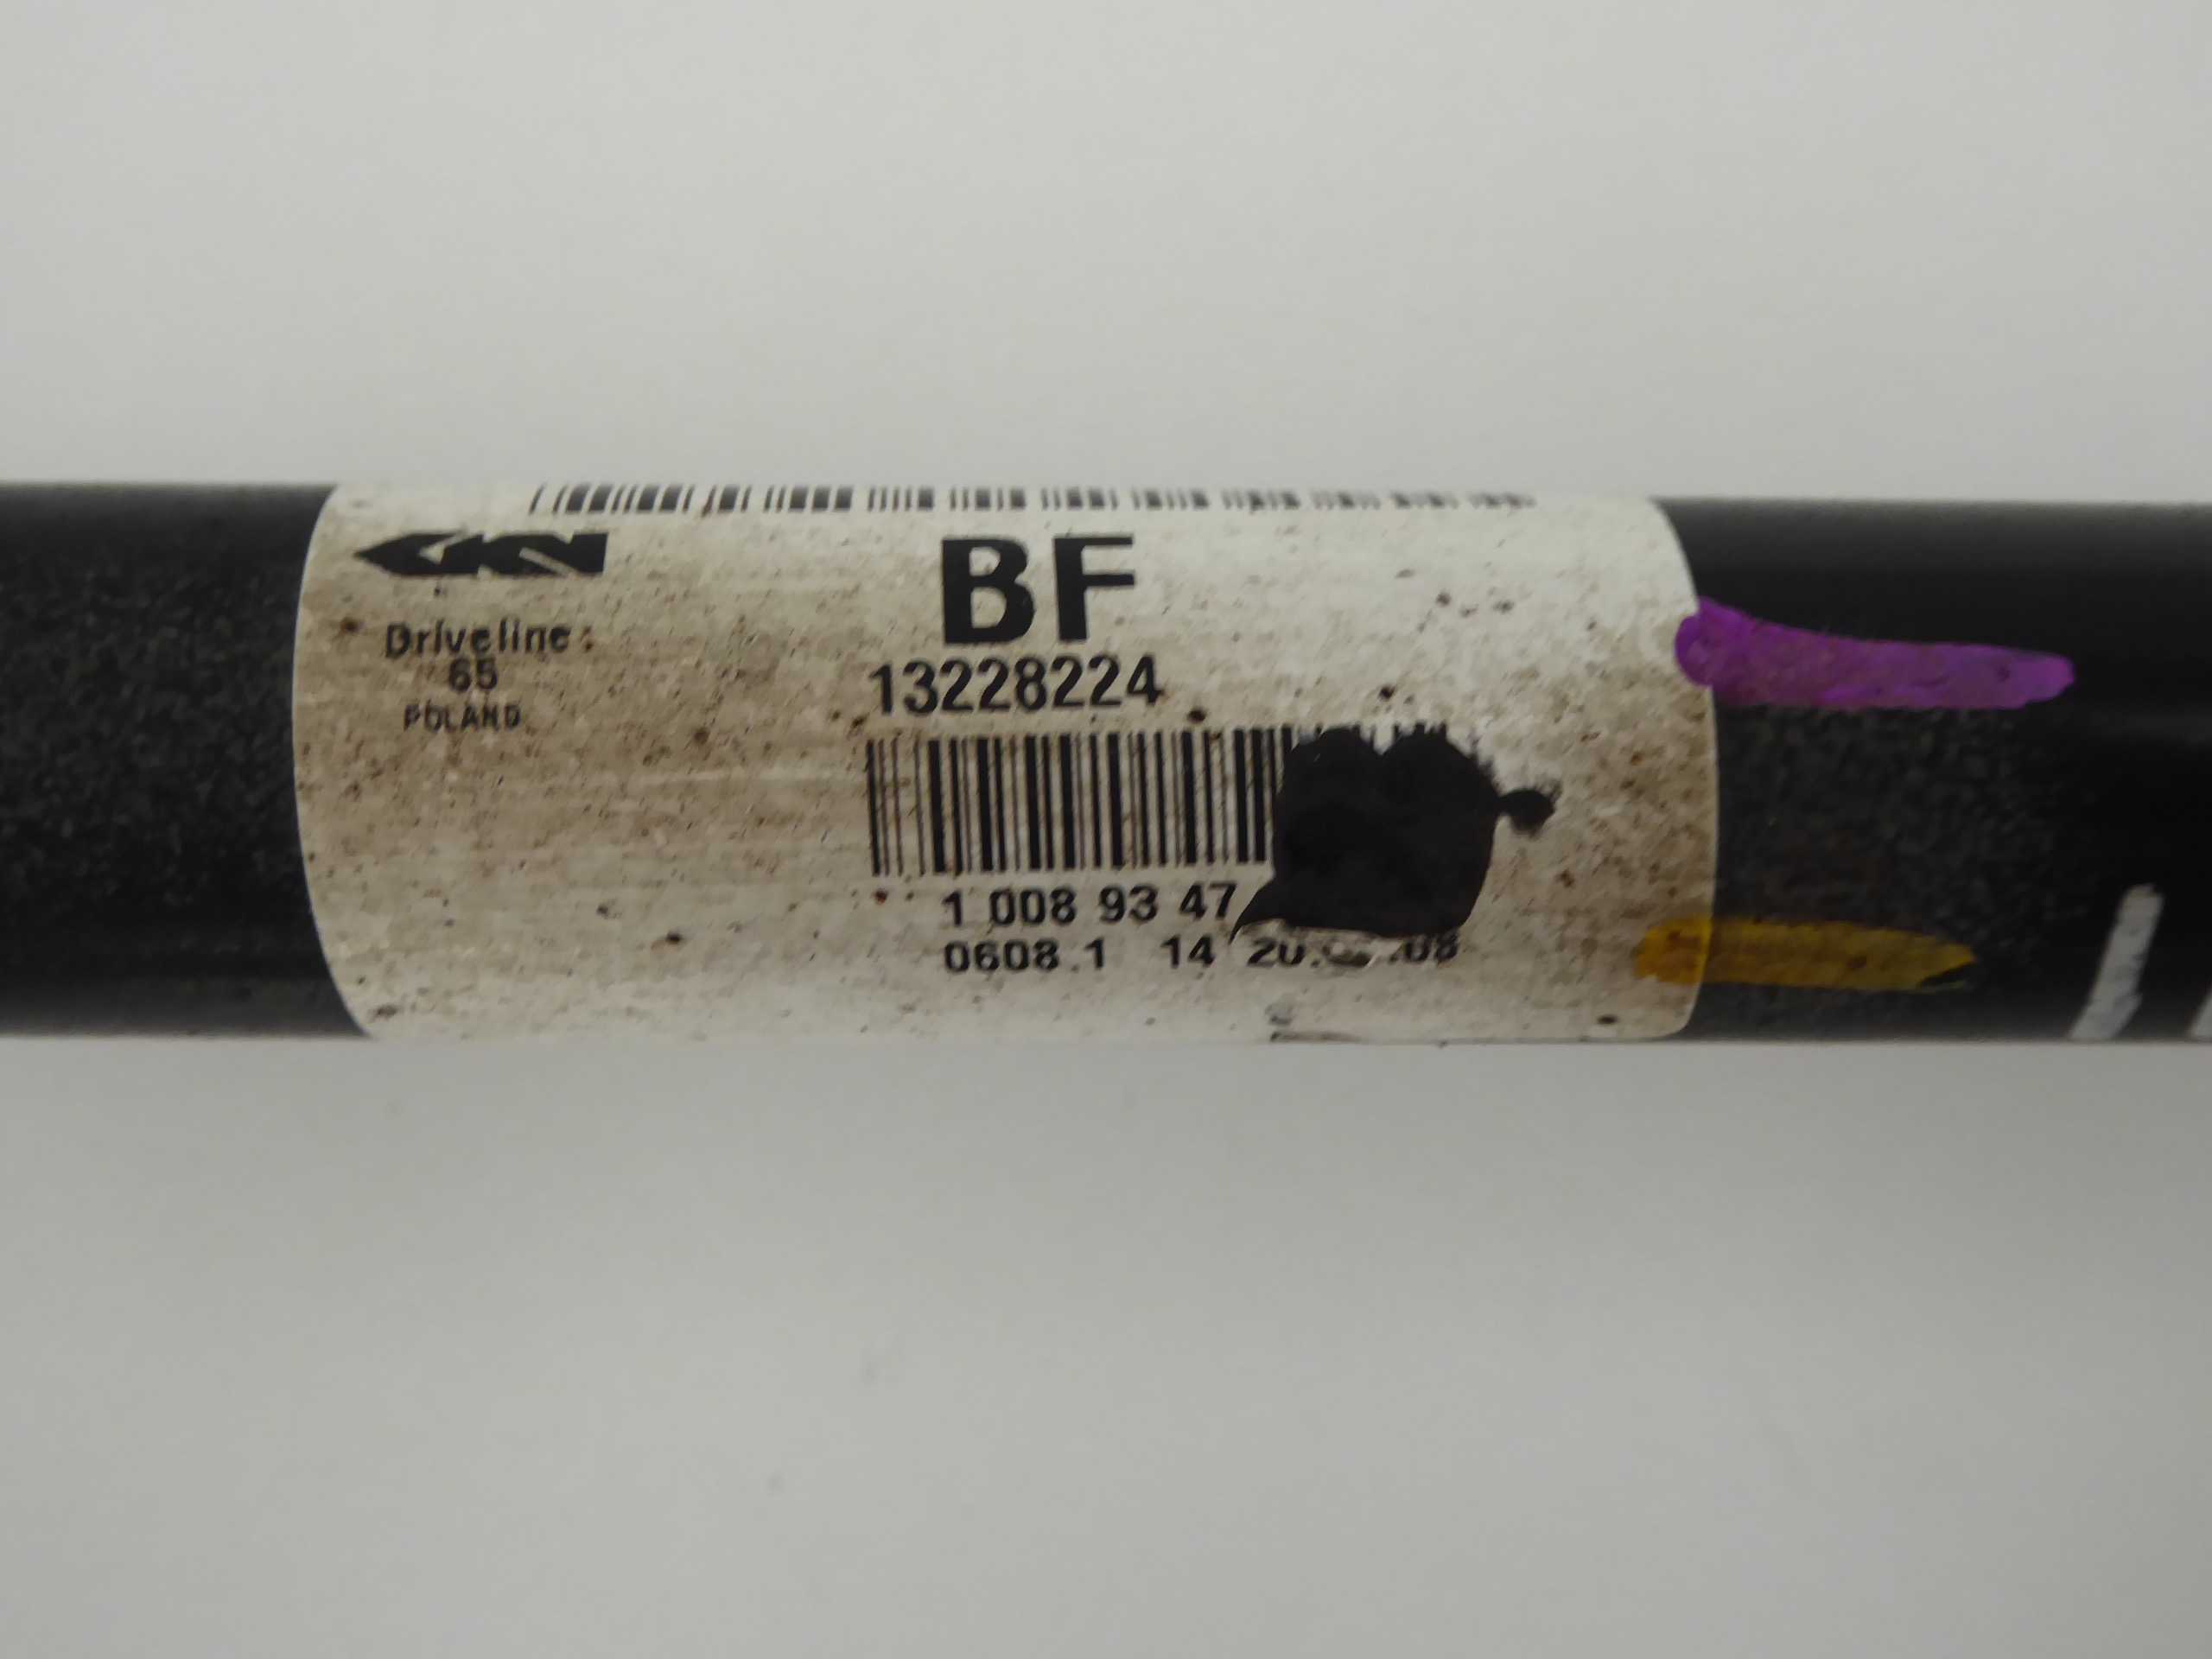 GKN
BF
Driveline:
65
POLAND
13228224
1 008 93 47
0608.1 14